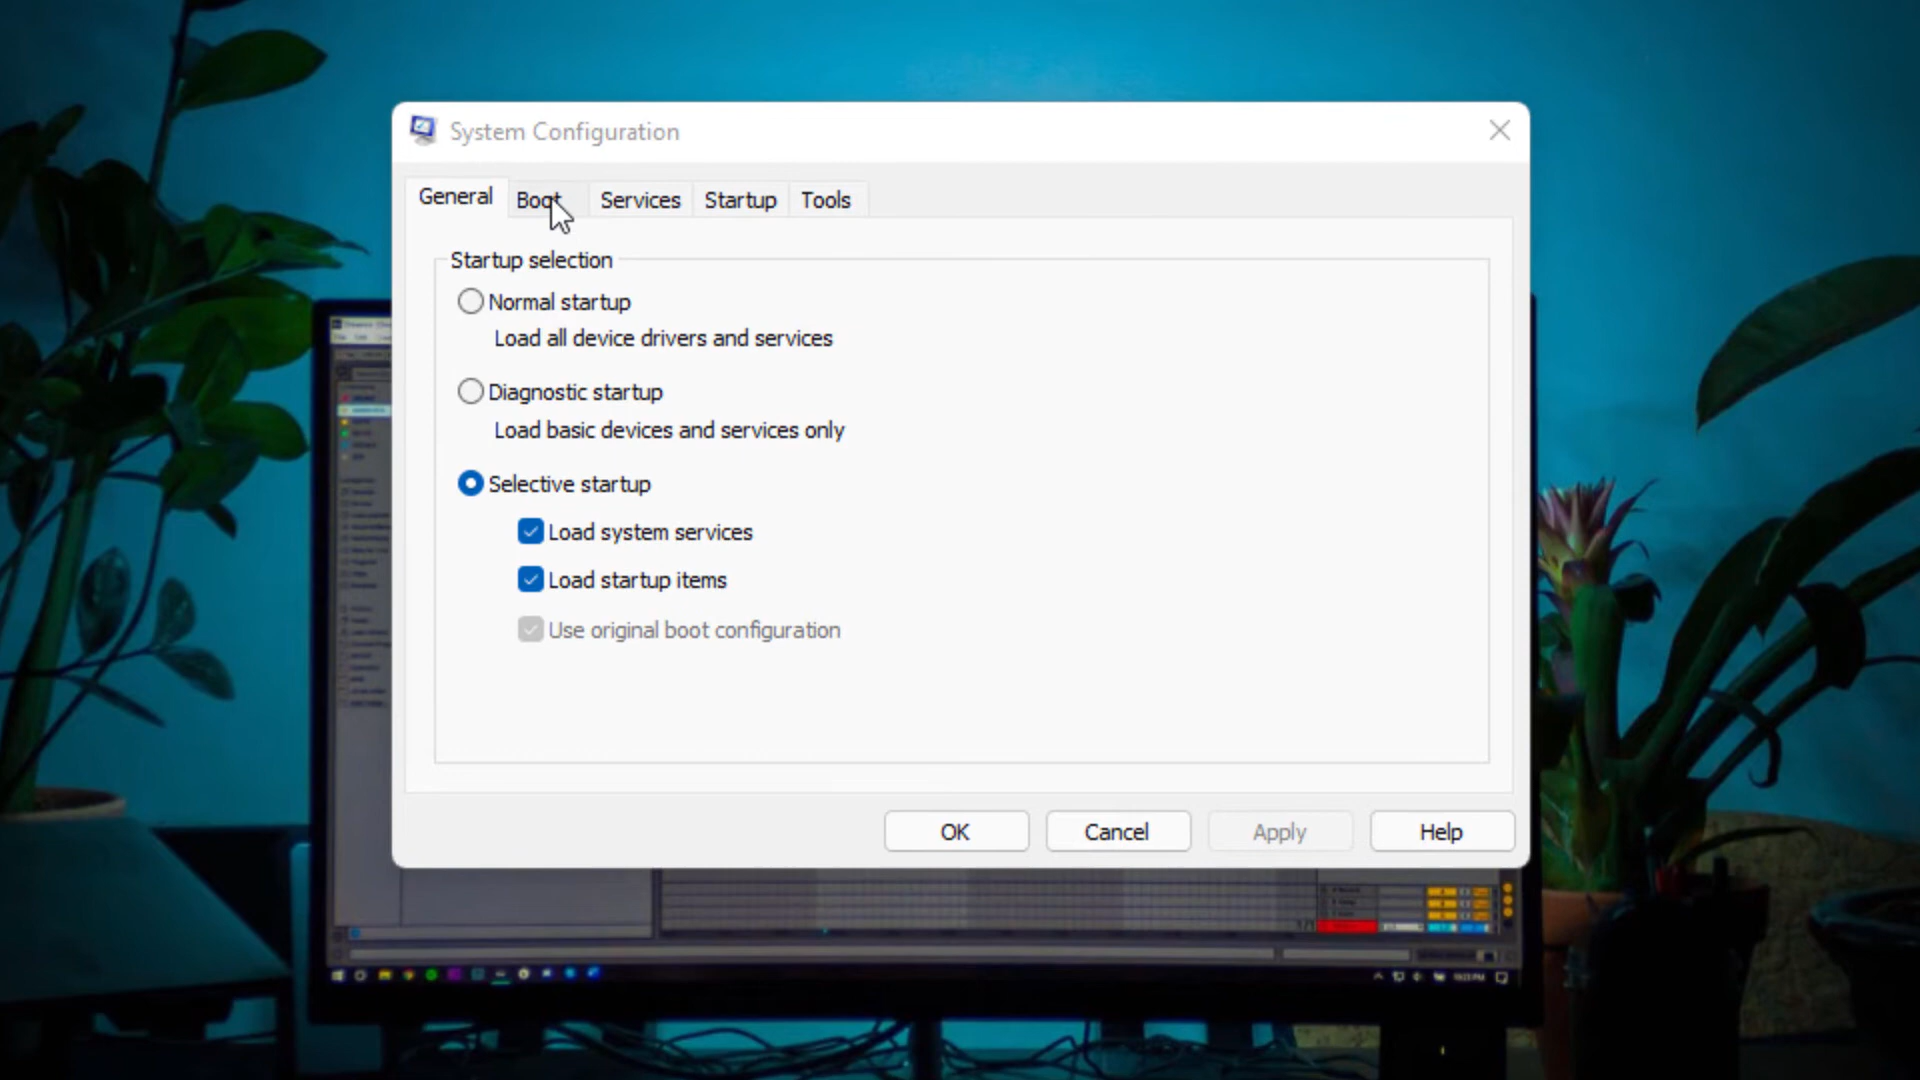 System Configuration
General Boot Services Startup Tools
Startup selection
Normal startup
Load all device drivers and services
Diagnostic startup
Load basic devices and services only
Selective startup
Load system services
Load startup items
Use original boot configuration
OK Cancel Apply Help